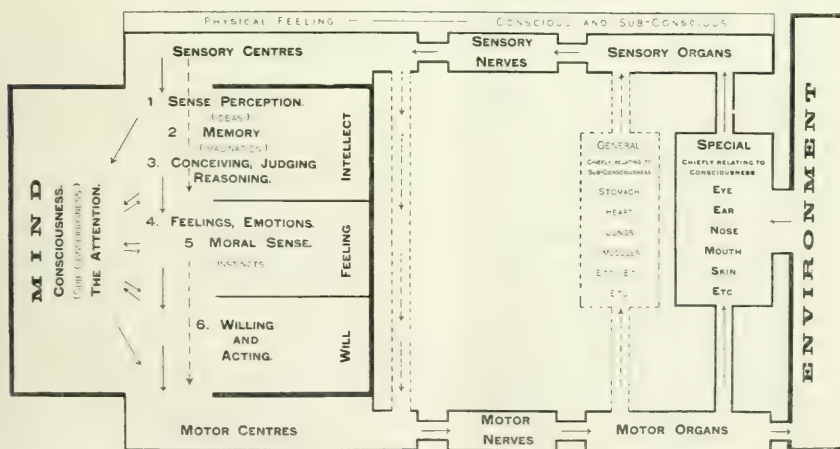 PHYSICAL FEELING — CONSCIOUS AND SUB-CONSCIOUS
SENSORY CENTRES
SENSORY
NERVES
SENSORY ORGANS
MIND
CONSCIOUSNESS.
(SUB-CONSCIOUSNESS)
THE ATTENTION.
1 SENSE PERCEPTION.
(IDEAS)
2 MEMORY
(IMAGINATION)
3. CONCEIVING, JUDGING
REASONING.
INTELLECT
4. FEELINGS, EMOTIONS.
5 MORAL SENSE.
INSTINCTS
FEELING
6. WILLING
AND
ACTING.
WILL
GENERAL
CHIEFLY RELATING TO
SUB-CONSCIOUSNESS
STOMACH
HEART
LUNGS
MUSCLES
ETC
SPECIAL
CHIEFLY RELATING TO
CONSCIOUSNESS
EYE
EAR
NOSE
MOUTH
SKIN
ETC
ENVIRONMENT
MOTOR CENTRES
MOTOR
NERVES
MOTOR ORGANS